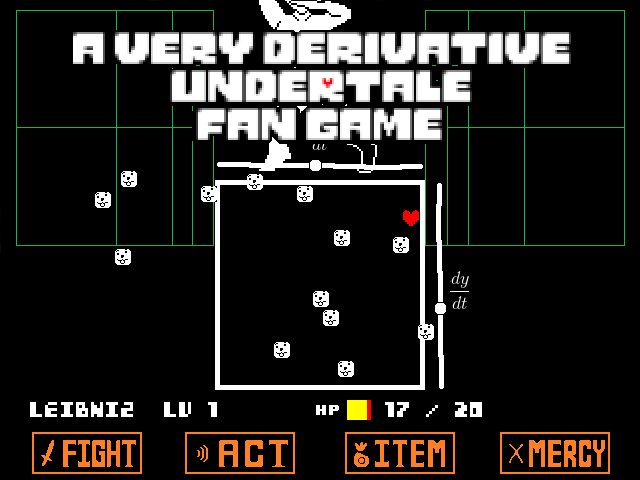 A VERY DERIVATIVE
UNDERTALE
FAN GAME
dy
dt
LEIBNIZ LV 1 HP 17 / 20
FIGHT ACT ITEM MERCY